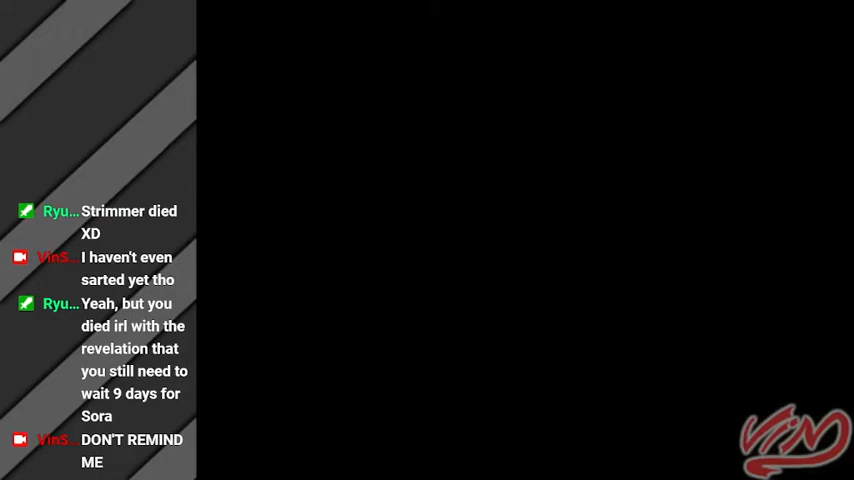 Ryu... Strimmer died
XD
VinS... I haven't even
sarted yet tho
Ryu... Yeah, but you
died irl with the
revelation that
you still need to
wait 9 days for
Sora
VinS... DON'T REMIND
ME
ViM